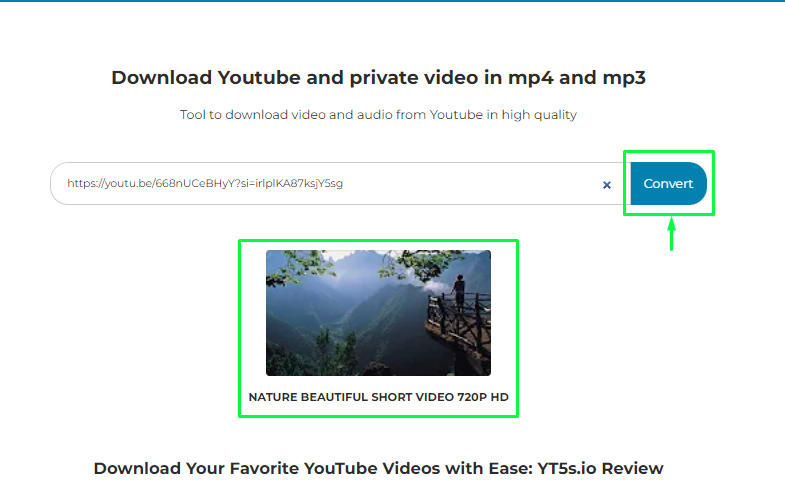 Download Youtube and private video in mp4 and mp3
Tool to download video and audio from Youtube in high quality
https://youtu.be/668nUCeBHyY?si=irlplKA87ksjY5sg
×
Convert
NATURE BEAUTIFUL SHORT VIDEO 720P HD
Download Your Favorite YouTube Videos with Ease: YT5s.io Review